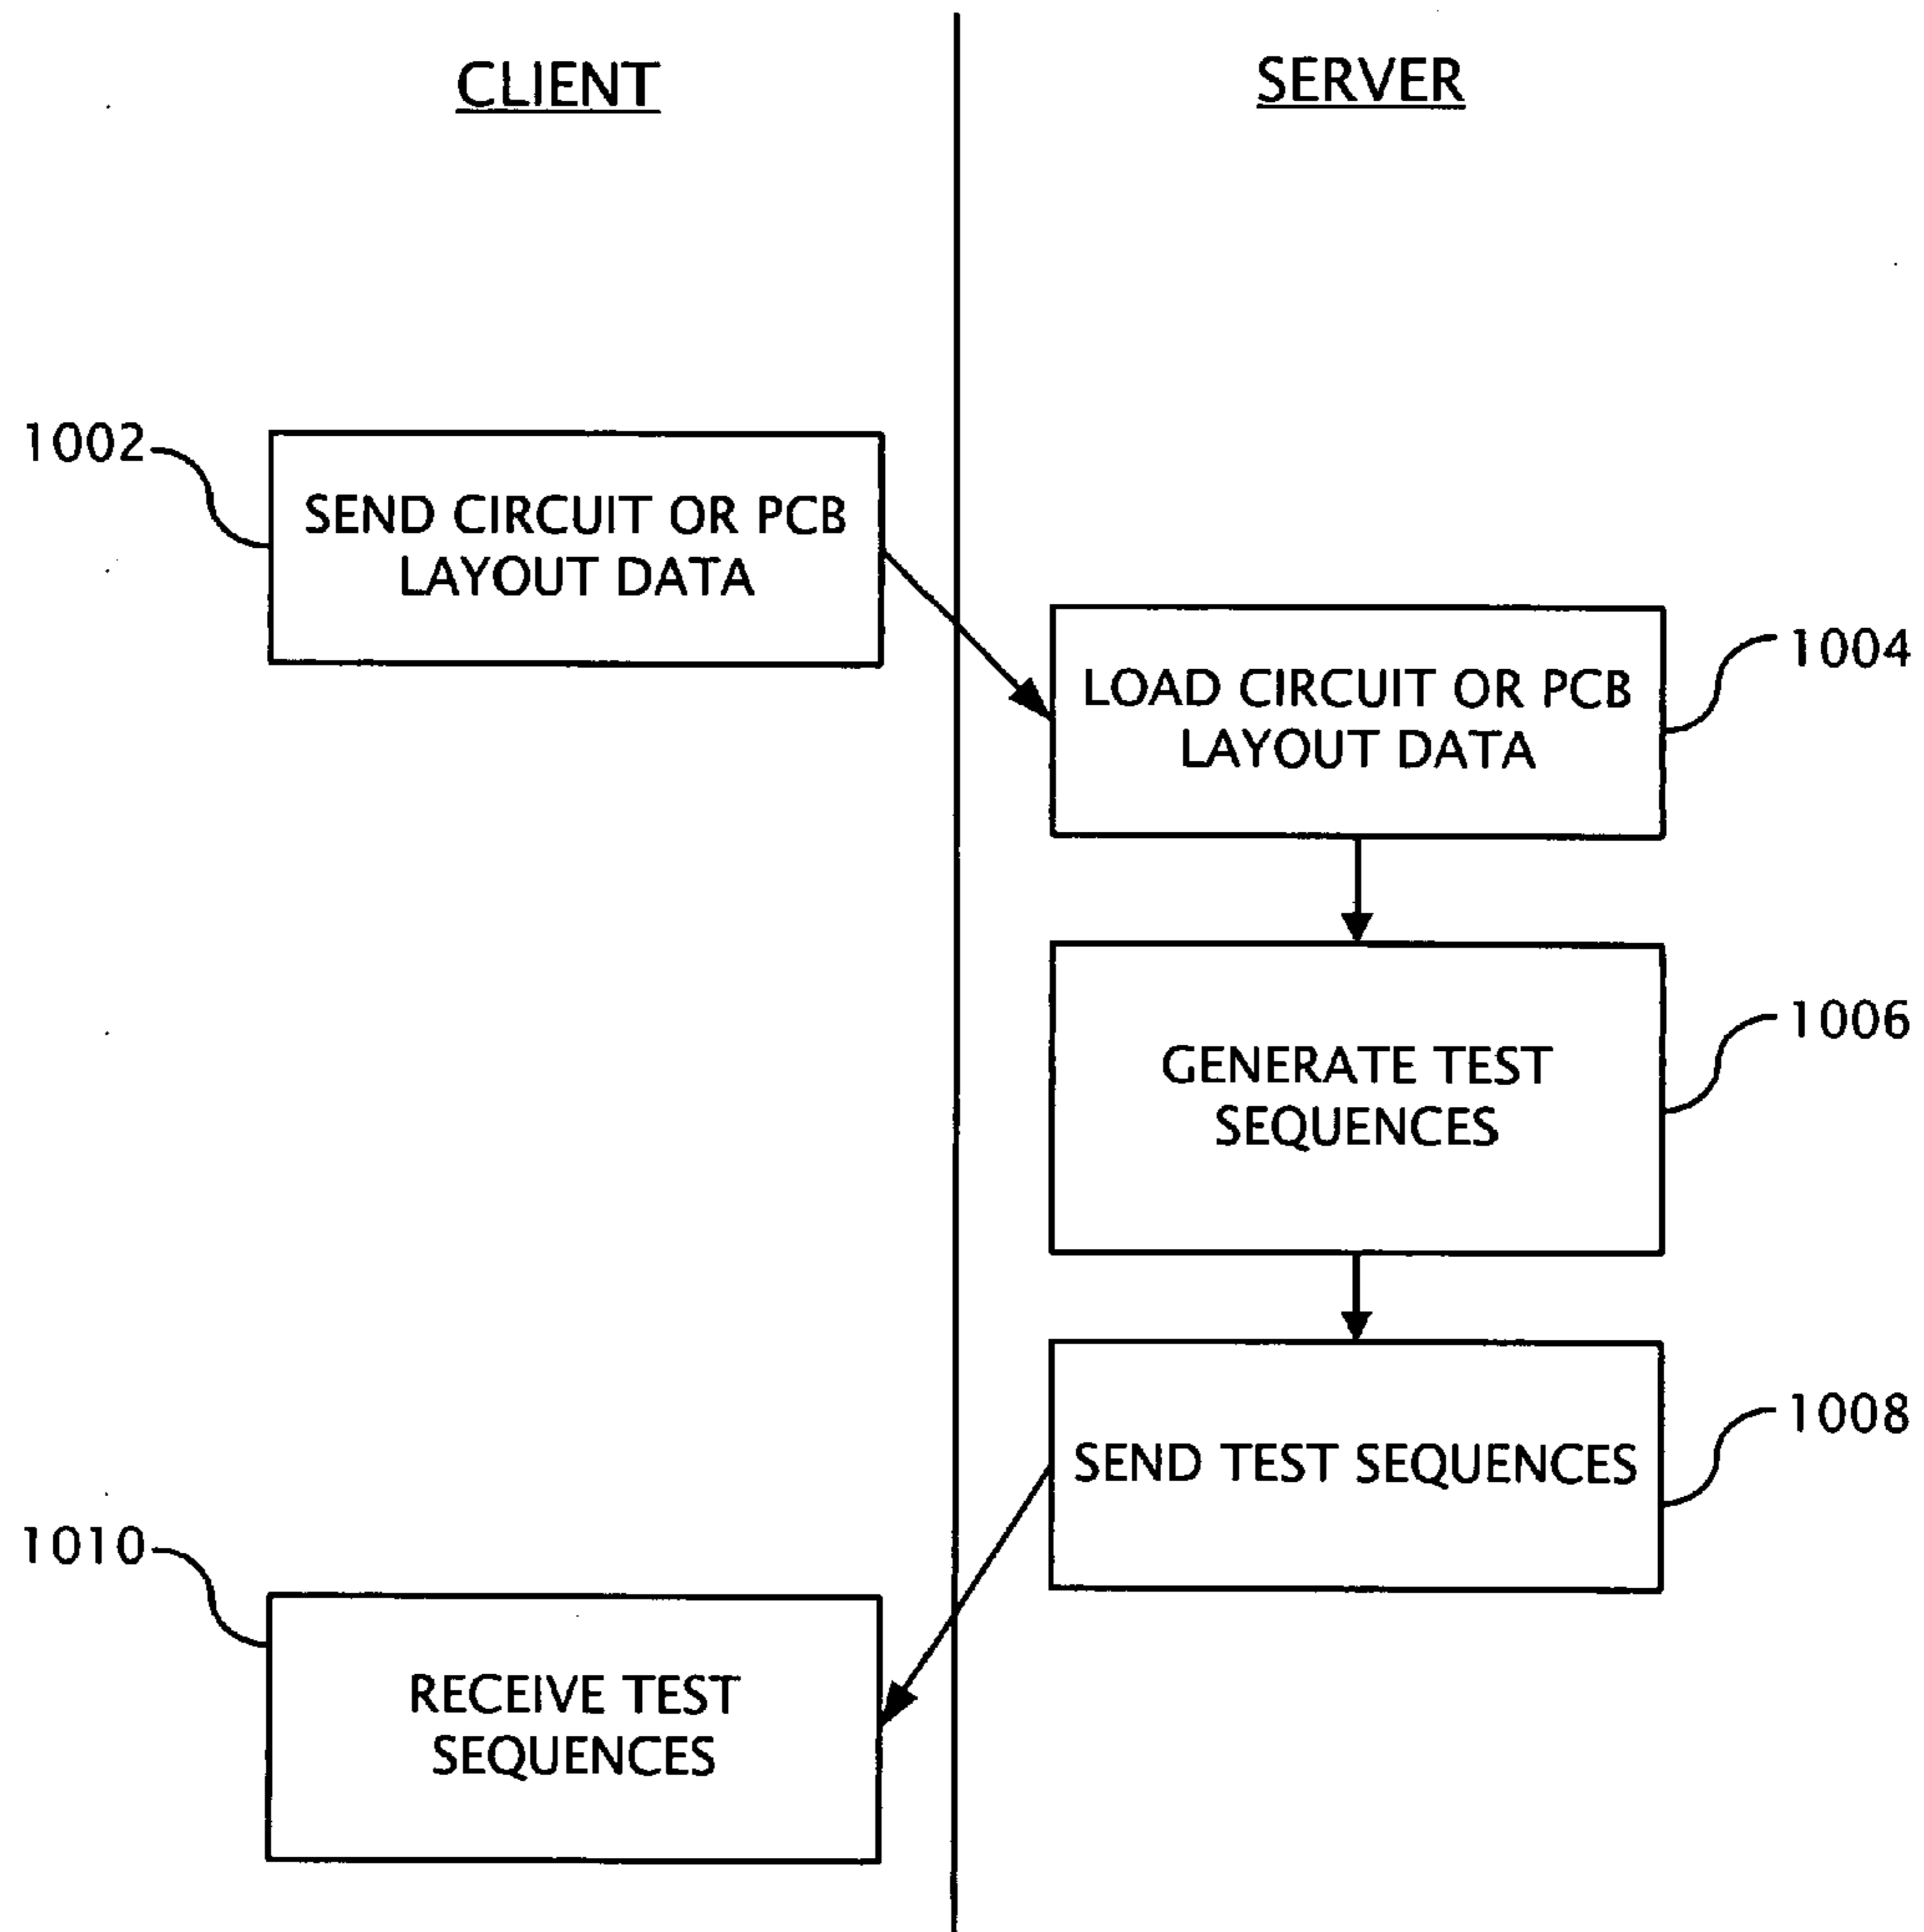 CLIENT
SERVER
1002
SEND CIRCUIT OR PCB
LAYOUT DATA
1004
LOAD CIRCUIT OR PCB
LAYOUT DATA
1006
GENERATE TEST
SEQUENCES
1008
SEND TEST SEQUENCES
1010
RECEIVE TEST
SEQUENCES